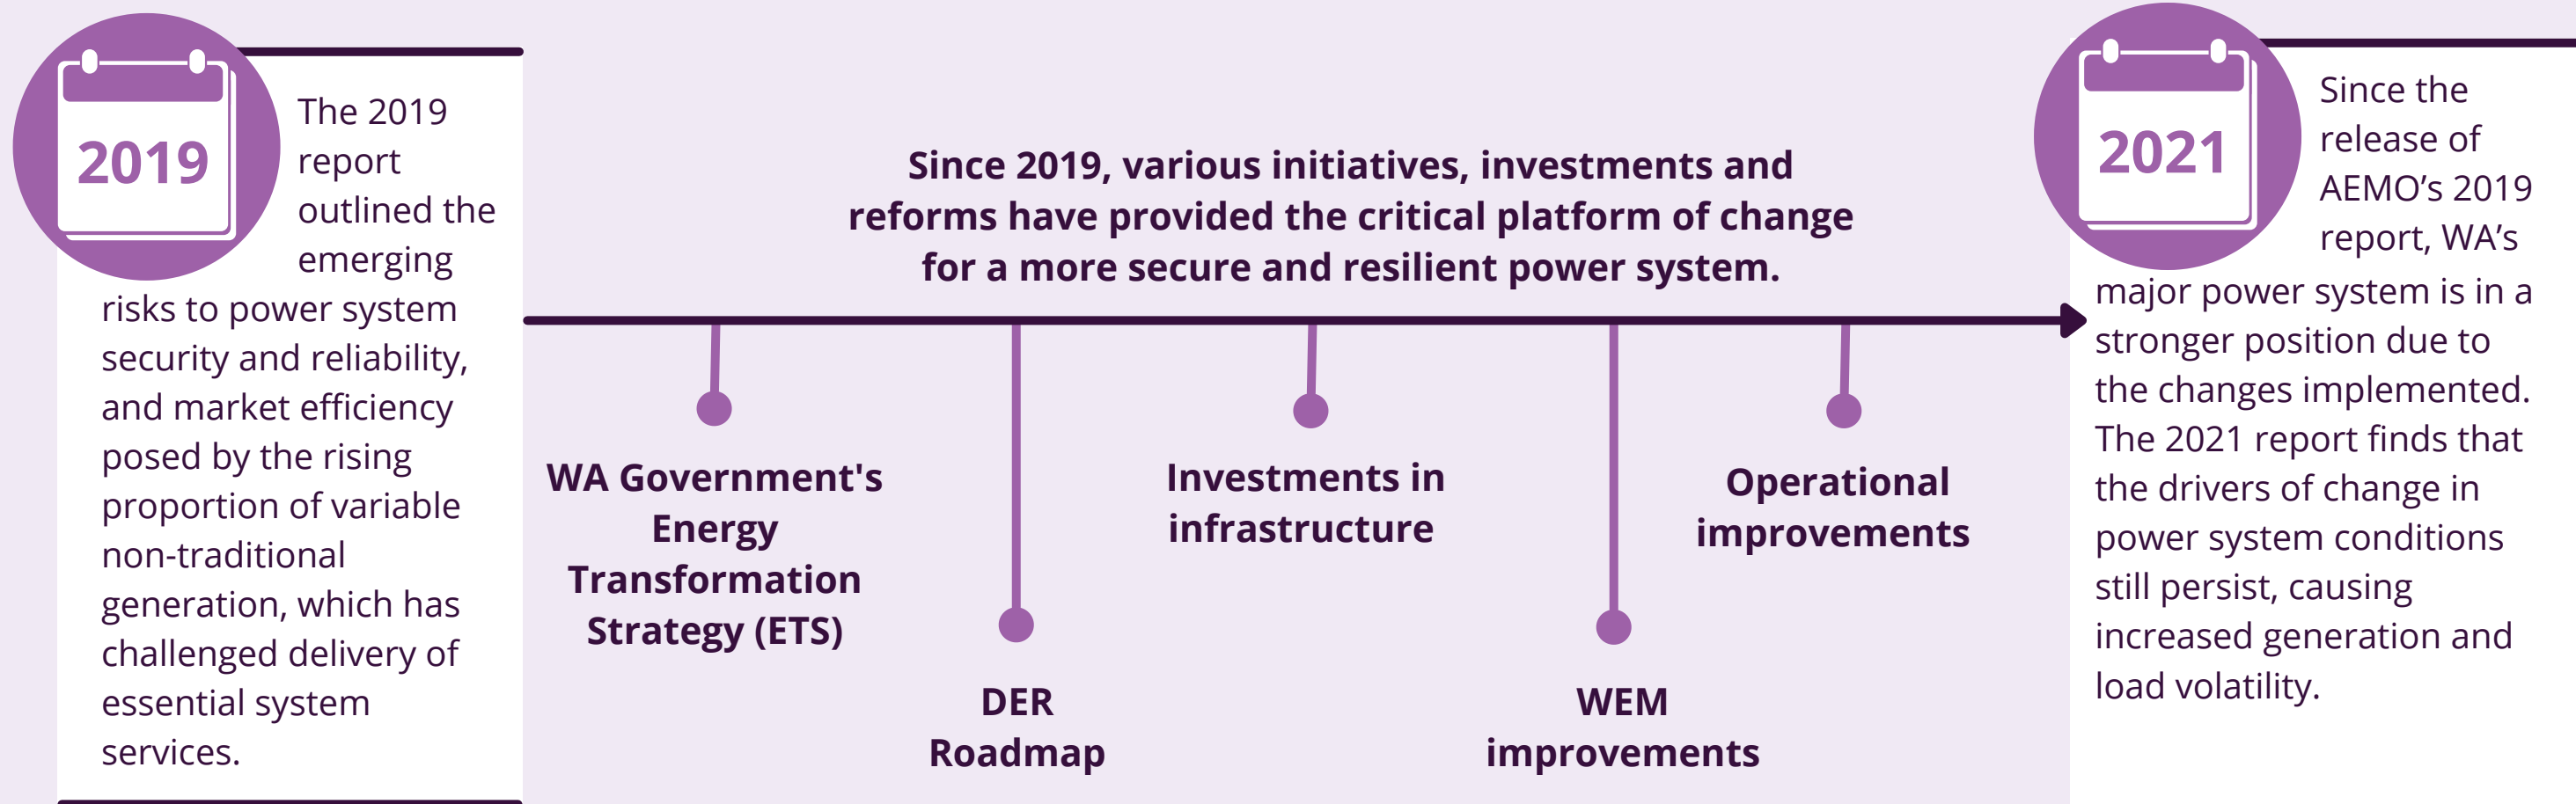 2019
The 2019
report
outlined the
emerging
risks to power system
security and reliability,
and market efficiency
posed by the rising
proportion of variable
non-traditional
generation, which has
challenged delivery of
essential system
services.
Since 2019, various initiatives, investments and
reforms have provided the critical platform of change
for a more secure and resilient power system.
WA Government's
Energy
Transformation
Strategy (ETS)
DER
Roadmap
Investments in
infrastructure
WEM
improvements
Operational
improvements
2021
Since the
release of
AEMO’s 2019
report, WA’s
major power system is in a
stronger position due to
the changes implemented.
The 2021 report finds that
the drivers of change in
power system conditions
still persist, causing
increased generation and
load volatility.